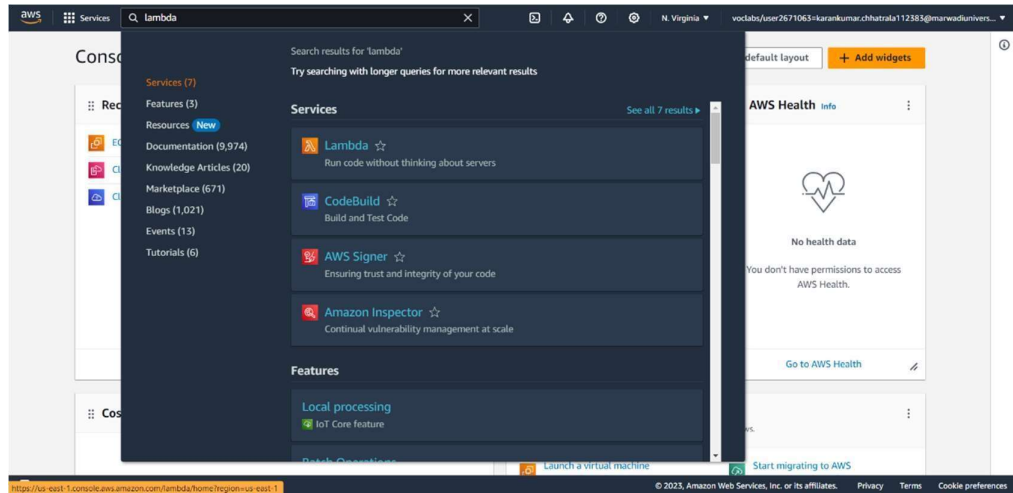 aws Services lambda N. Virginia ▼ voclabs/user2671063=karankumar.chhatrala112383@marwadiunivers... ▼
Conso
default layout + Add widgets
Search results for 'lambda'
Try searching with longer queries for more relevant results
Services (7)
Features (3)
Resources New
Documentation (9,974)
Knowledge Articles (20)
Marketplace (671)
Blogs (1,021)
Events (13)
Tutorials (6)
Services See all 7 results ▶
Lambda
Run code without thinking about servers
CodeBuild
Build and Test Code
AWS Signer
Ensuring trust and integrity of your code
Amazon Inspector
Continual vulnerability management at scale
Features
Local processing
IoT Core feature
Batch Operations
Rec
EC
Cl
Cl
Cos
AWS Health Info
No health data
You don't have permissions to access
AWS Health.
Go to AWS Health
ws.
Launch a virtual machine
Start migrating to AWS
https://us-east-1.console.aws.amazon.com/lambda/home?region=us-east-1
© 2023, Amazon Web Services, Inc. or its affiliates. Privacy Terms Cookie preferences